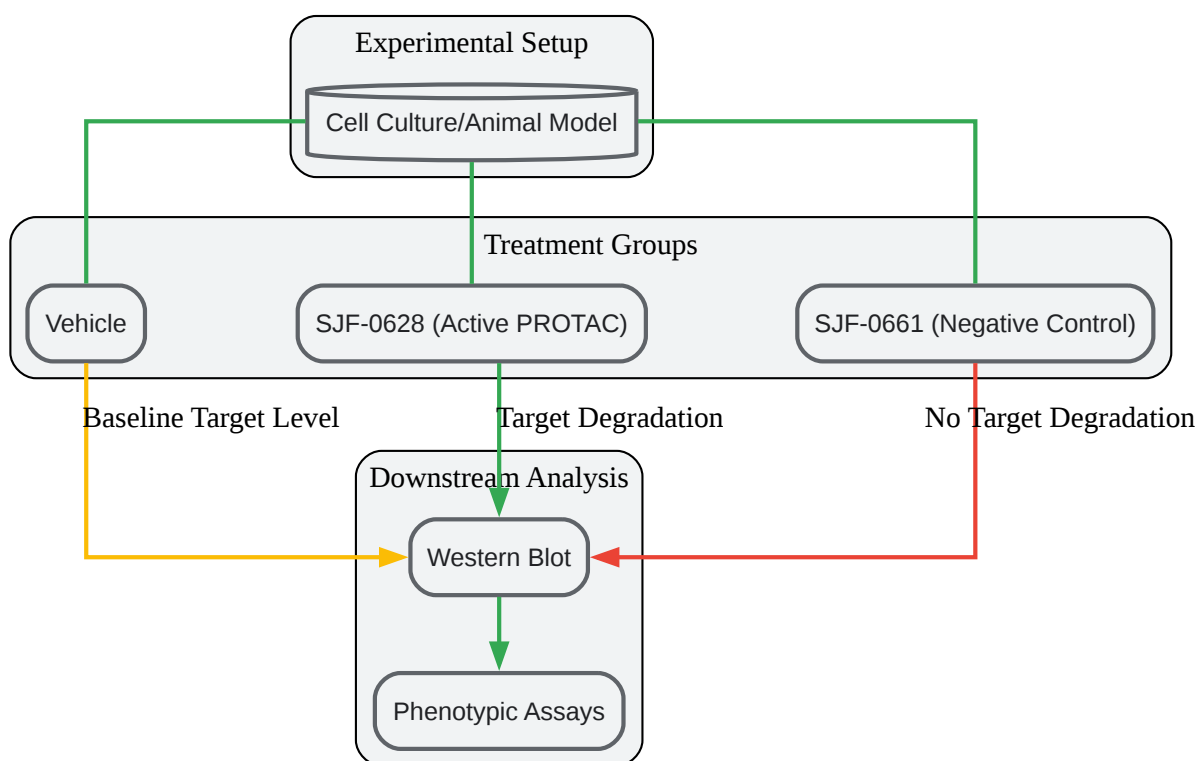 Experimental Setup
Cell Culture/Animal Model
Treatment Groups
Vehicle
SJF-0628 (Active PROTAC)
SJF-0661 (Negative Control)
Baseline Target Level
Target Degradation
No Target Degradation
Downstream Analysis
Western Blot
Phenotypic Assays